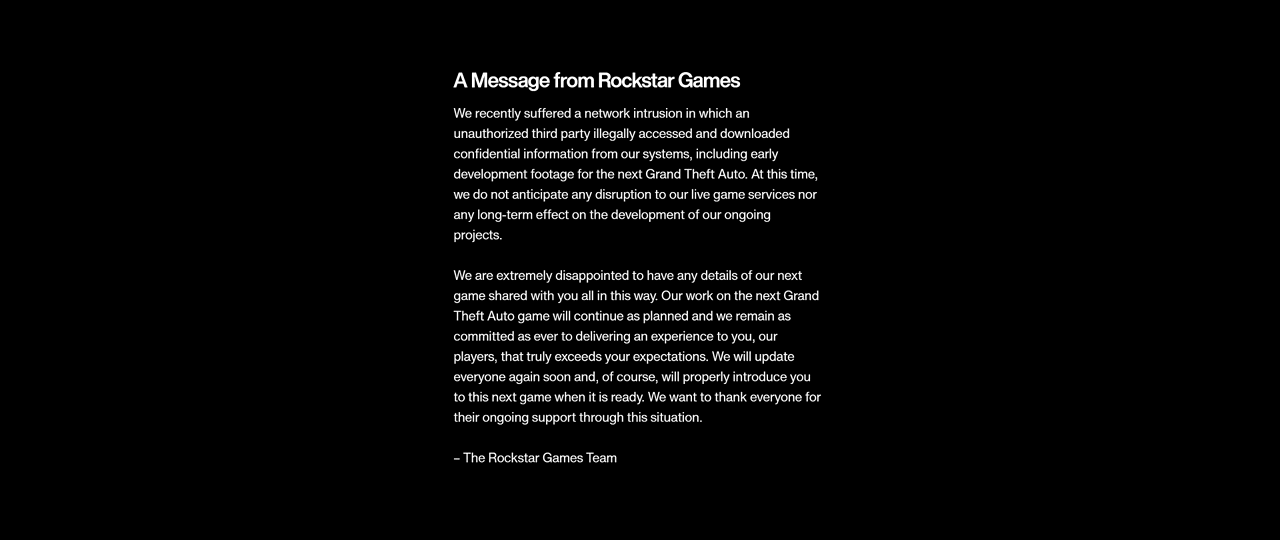 A Message from Rockstar Games
We recently suffered a network intrusion in which an
unauthorized third party illegally accessed and downloaded
confidential information from our systems, including early
development footage for the next Grand Theft Auto. At this time,
we do not anticipate any disruption to our live game services nor
any long-term effect on the development of our ongoing
projects.
We are extremely disappointed to have any details of our next
game shared with you all in this way. Our work on the next Grand
Theft Auto game will continue as planned and we remain as
committed as ever to delivering an experience to you, our
players, that truly exceeds your expectations. We will update
everyone again soon and, of course, will properly introduce you
to this next game when it is ready. We want to thank everyone for
their ongoing support through this situation.
– The Rockstar Games Team